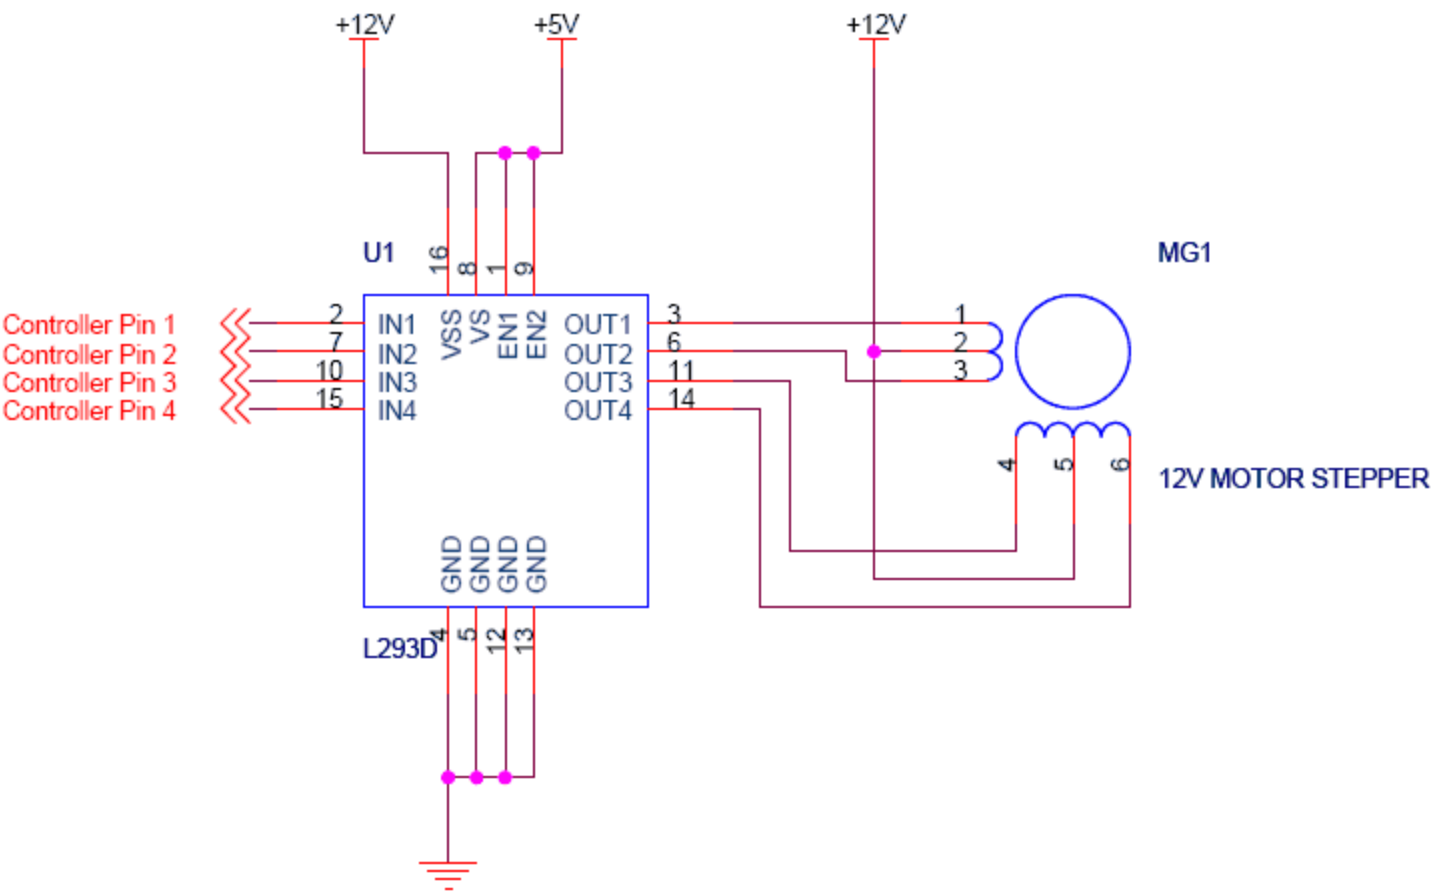 +12V
+5V
+12V
U1
16
8
1
9
MG1
Controller Pin 1
2
IN1
VSS
VS
EN1
EN2
OUT1
3
1
Controller Pin 2
7
IN2
OUT2
6
2
Controller Pin 3
10
IN3
OUT3
11
3
Controller Pin 4
15
IN4
OUT4
14
4
5
6
12V MOTOR STEPPER
GND
GND
GND
GND
L293D
4
5
12
13